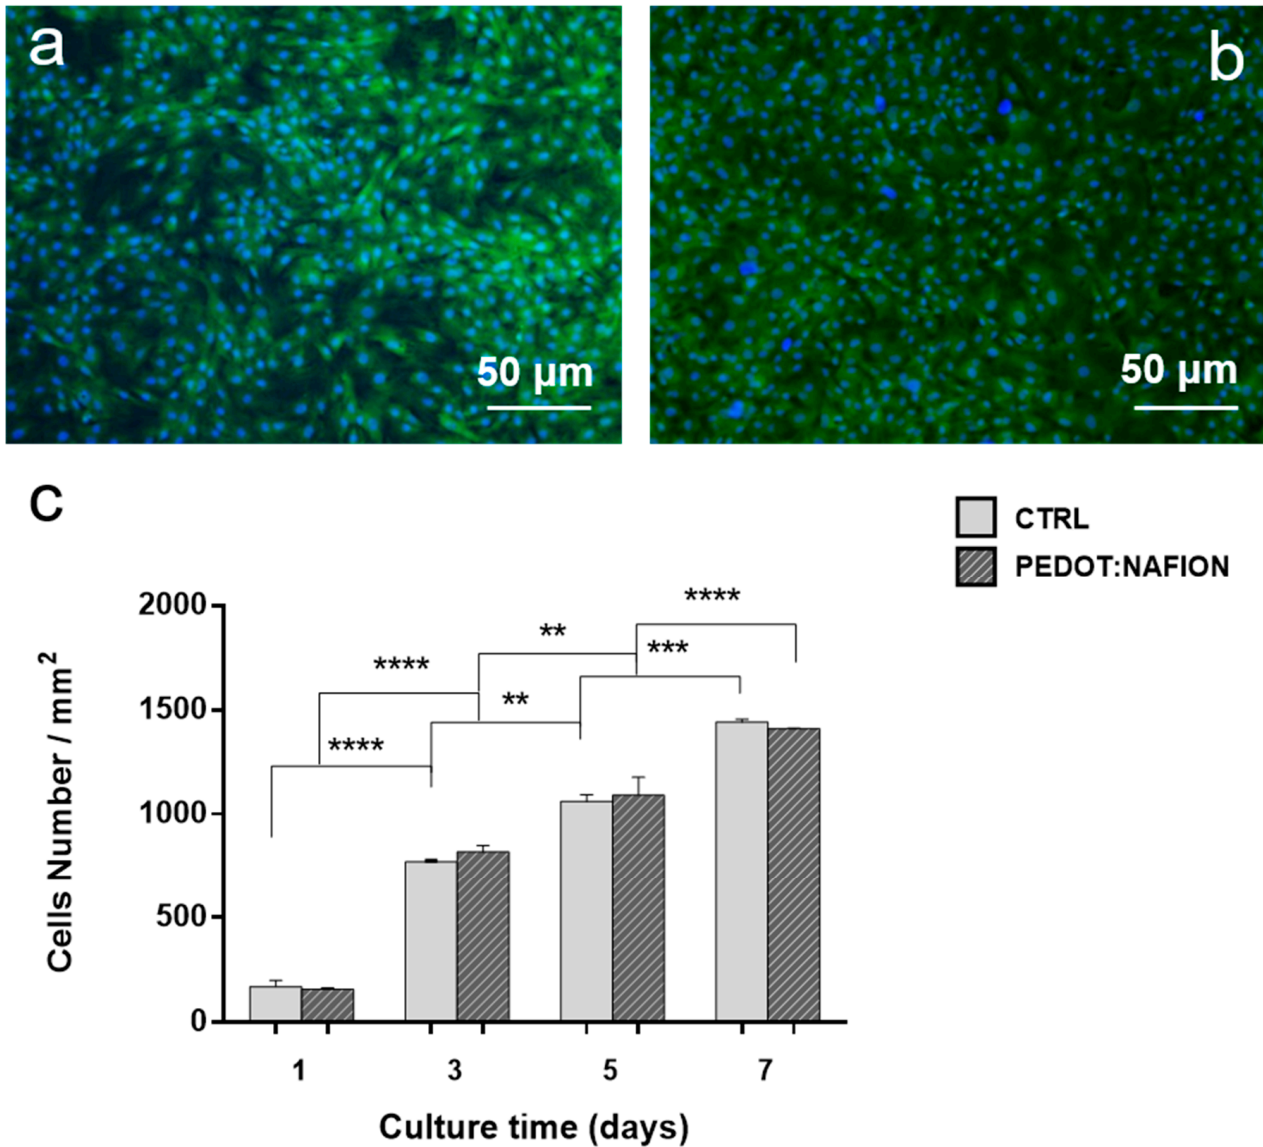 a
b
50 µm
50 µm
c
CTRL
PEDOT:NAFION
2000
1500
1000
500
0
Cells Number / mm²
****
****
**
**
***
****
1 3 5 7
Culture time (days)